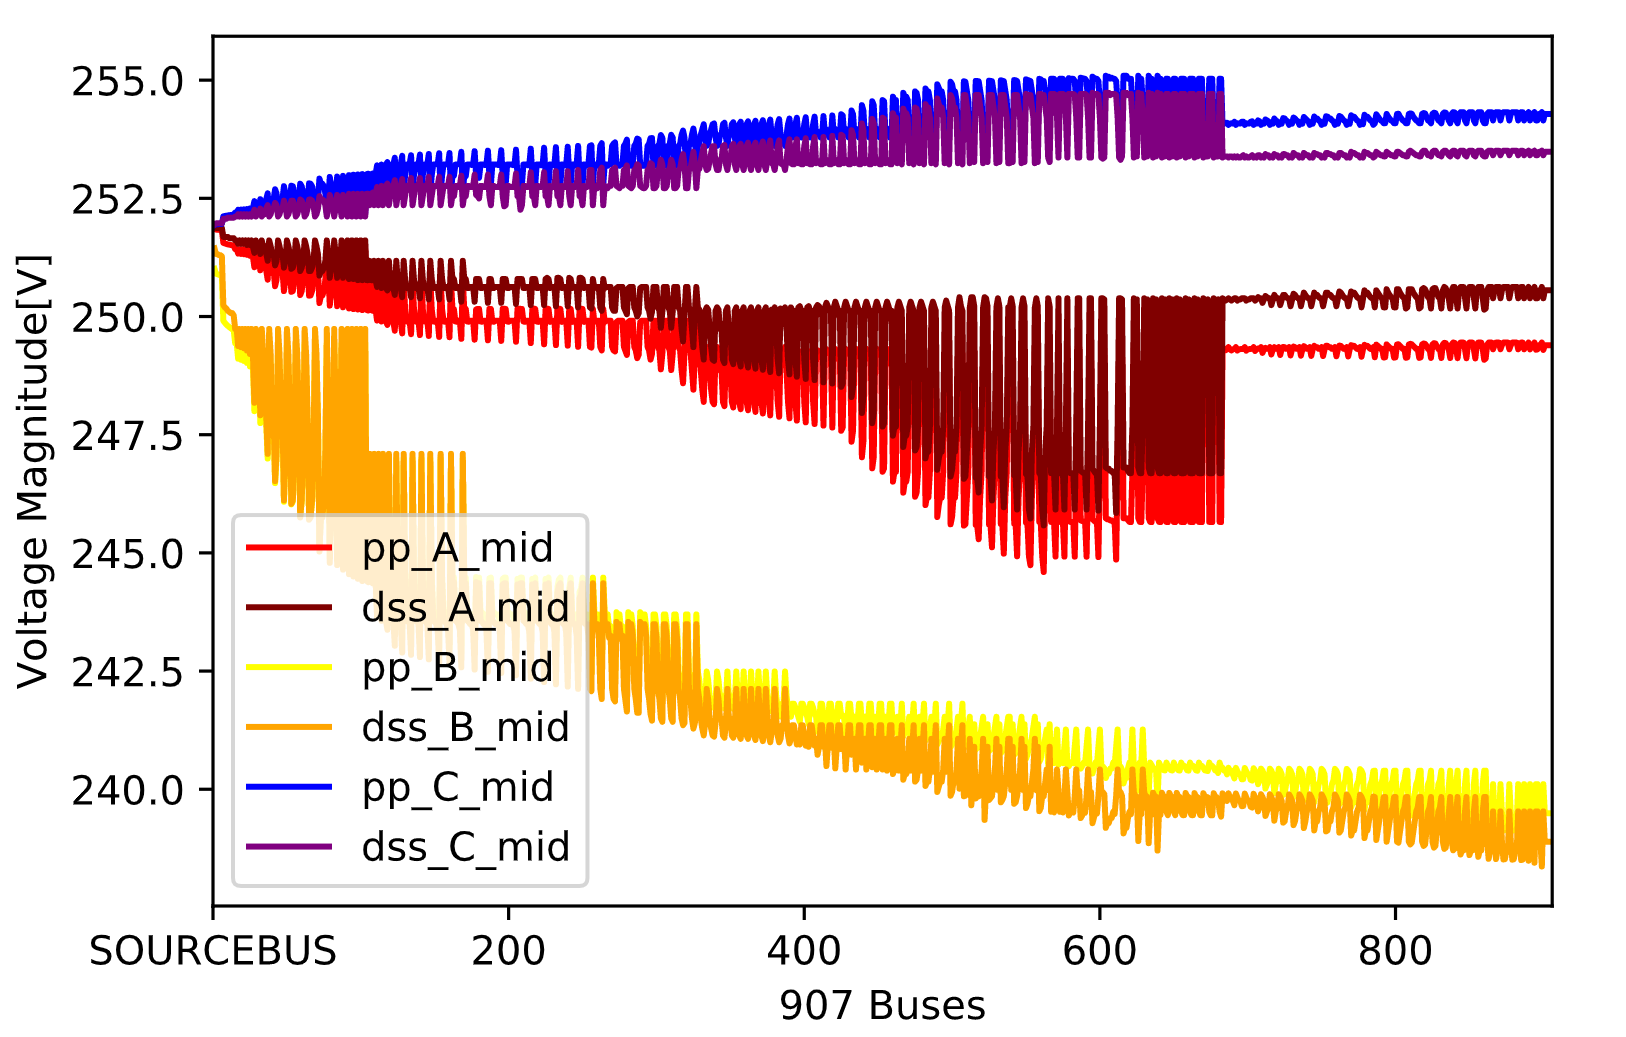 Voltage Magnitude[V]
255.0
252.5
250.0
247.5
245.0
242.5
240.0
pp_A_mid
dss_A_mid
pp_B_mid
dss_B_mid
pp_C_mid
dss_C_mid
SOURCEBUS 200 400 600 800
907 Buses